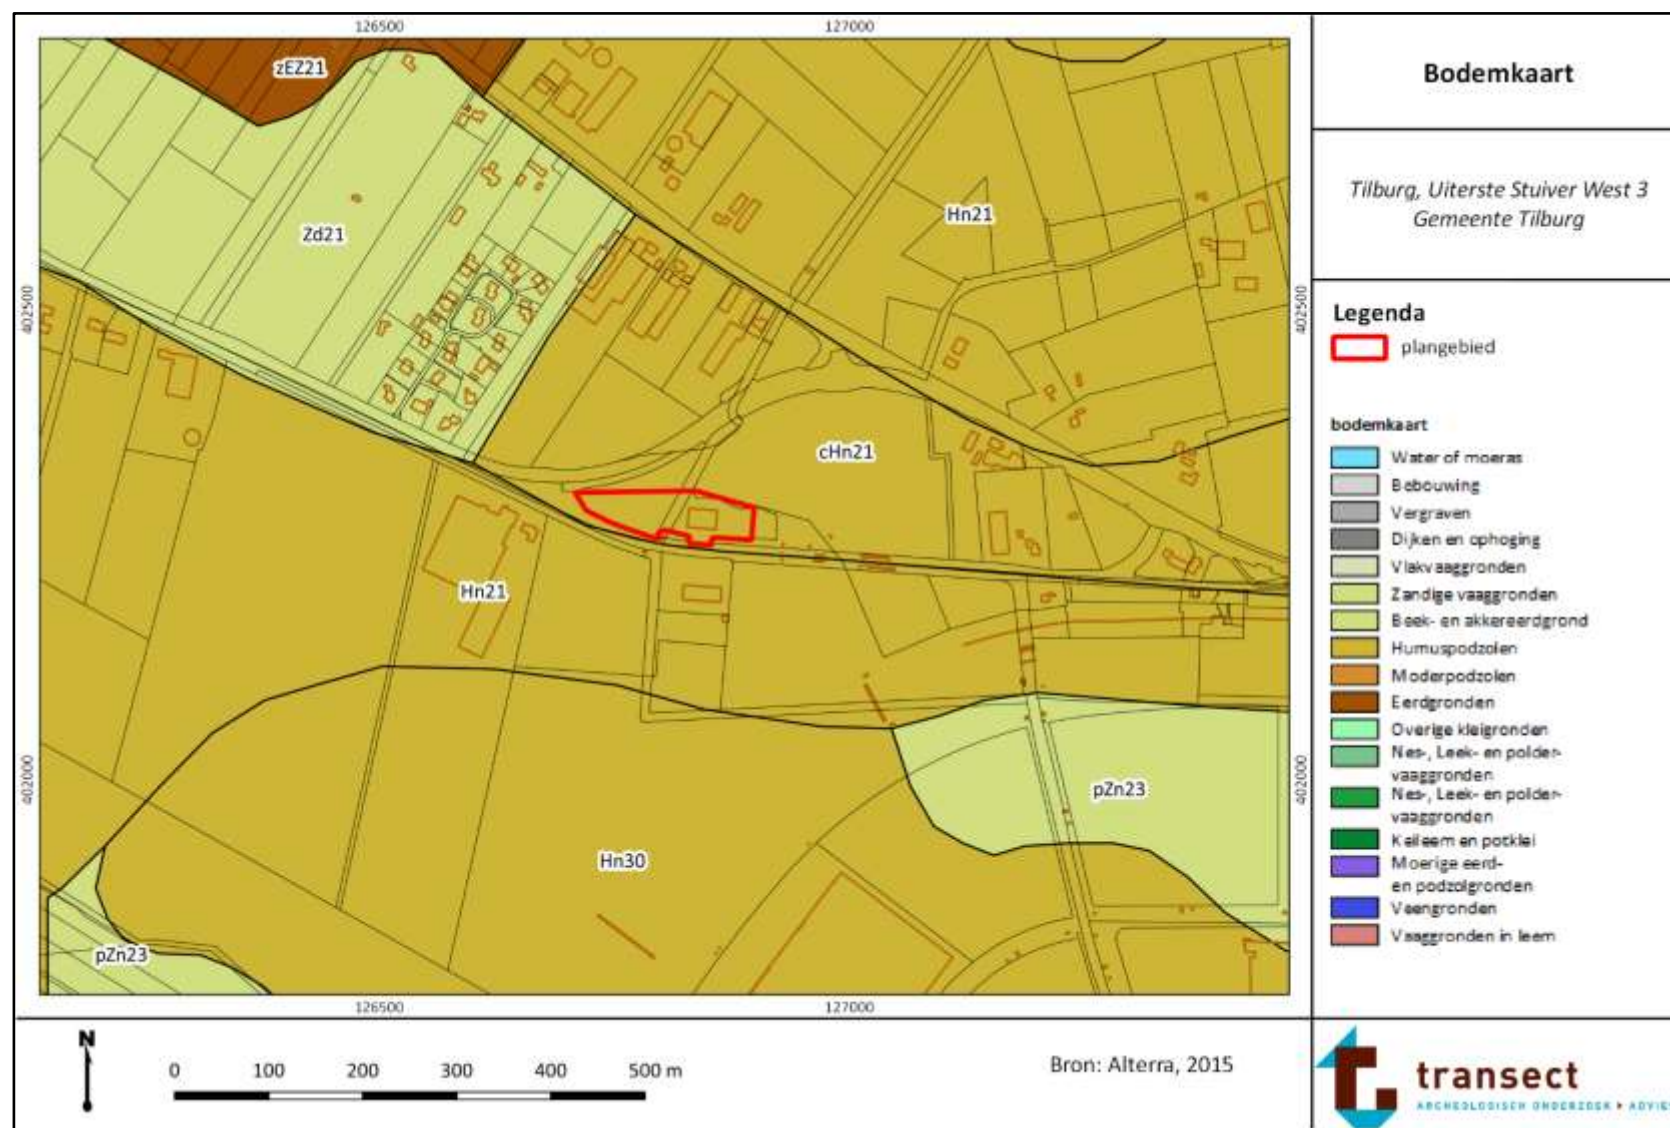 126500
127000
zEZ21
Zd21
Hn21
402500
402500
cHn21
Hn21
402000
402000
pZn23
Hn30
pZn23
126500
127000
N
0 100 200 300 400 500 m
Bron: Alterra, 2015
Bodemkaart
Tilburg, Uiterste Stuiver West 3
Gemeente Tilburg
Legenda
plangebied
bodemkaart
Water of moeras
Bebouwing
Vergraven
Dijken en ophoging
Vlakvaaggronden
Zandige vaaggronden
Beek- en akkereerdgrond
Humuspodzolen
Moderpodzolen
Eerdgronden
Overige kleigronden
Nes-, Leek- en polder-
vaaggronden
Nes-, Leek- en polder-
vaaggronden
Keileem en potklei
Moerige eerd-
en podzolgronden
Veengronden
Vaaggronden in leem
transect
ARCHEOLOGISCH ONDERZOEK ▸ ADVIES